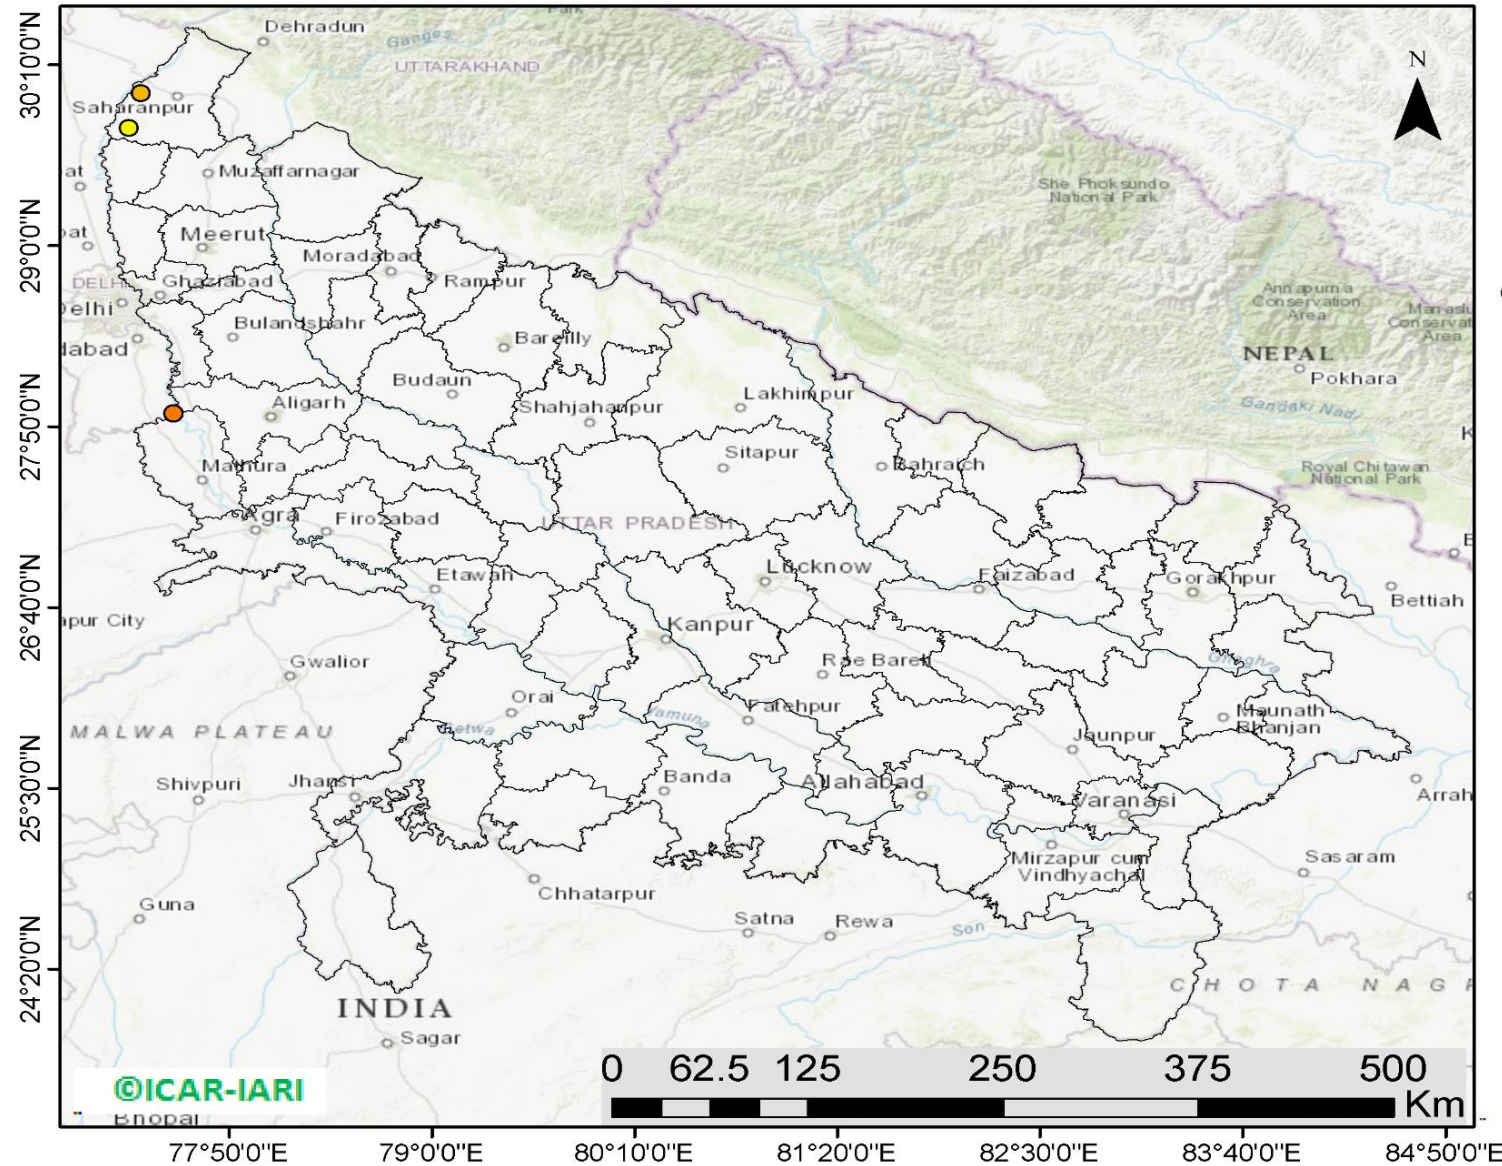 Park
Dehradun
N
Ganges
UTTARAKHAND
30°10'0"N
Saharanpur
at
Muzaffarnagar
She Phoksundo
National Park
Meerut
Moradabad
29°0'0"N
DELHI
Ghaziabad
Rampur
Annapurna
Conservation
Area
Delhi
Bulandshahr
Bareilly
dabad
NEPAL
Pokhara
Budaun
Lakhimpur
Aligarh
Shahjahanpur
Gandaki Nadi
27°50'0"N
K
Sitapur
Mathura
Bahraich
Royal Chitawan
National Park
Agra
Firozabad
UTTAR PRADESH
Lucknow
Etawah
Faizabad
Gorakhpur
26°40'0"N
Bettiah
apur City
Kanpur
Gwalior
Rae Bareli
Ghaghra
Orai
Fatehpur
Yamuna
Maunath
Bhanjan
MALWA PLATEAU
Betwa
Jaunpur
25°30'0"N
Shivpuri
Jhansi
Banda
Allahabad
Varanasi
Arrah
Mirzapur cum
Vindhyachal
Sasaram
Chhatarpur
Guna
Satna
Rewa
Son
24°20'0"N
CHOTA NAGP
INDIA
Sagar
0 62.5 125 250 375 500
Km
©ICAR-IARI
Bhopal
77°50'0"E 79°0'0"E 80°10'0"E 81°20'0"E 82°30'0"E 83°40'0"E 84°50'0"E